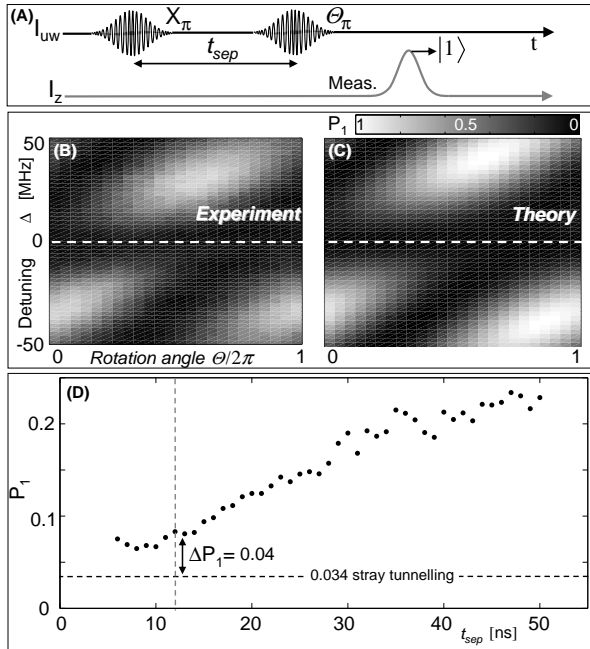 (A)
X_π
Θ_π
I_uw
t_sep
t
|1⟩
Meas.
I_z
P_1
1 0.5 0
50
(B)
(C)
Detuning Δ [MHz]
Experiment
Theory
0
-50
0 Rotation angle Θ/2π 1
0 1
(D)
0.2
P_1
0.1
ΔP_1 = 0.04
0.034 stray tunnelling
0
0 10 20 30 40 50
t_sep [ns]